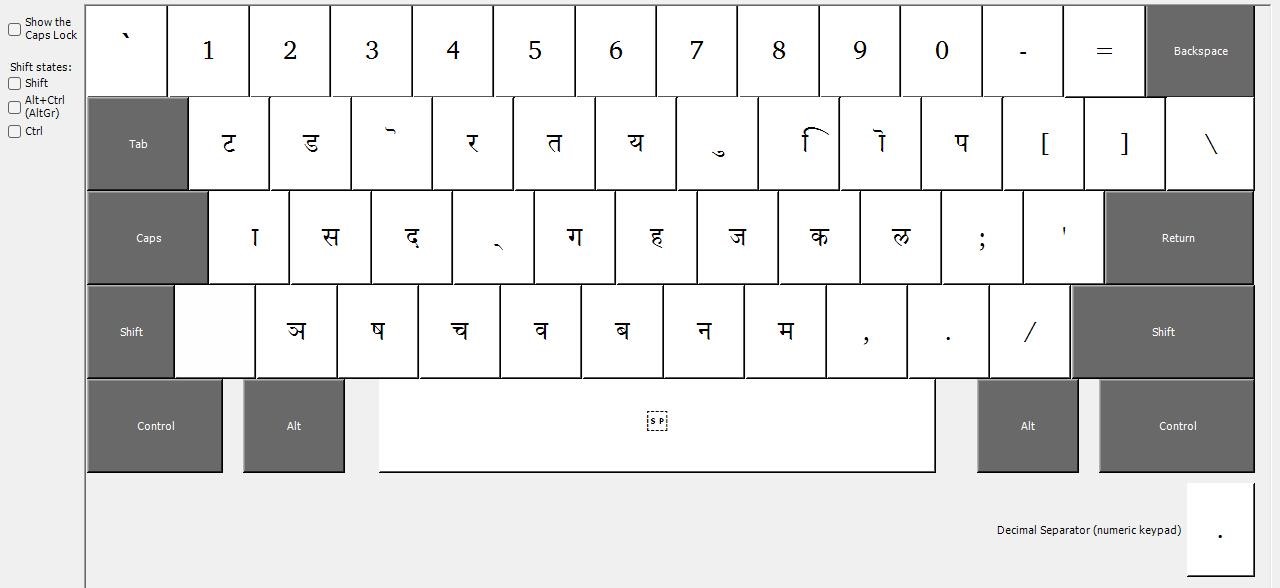 Show the
Caps Lock
Shift states:
Shift
Alt+Ctrl
(AltGr)
Ctrl
` 1 2 3 4 5 6 7 8 9 0 - = Backspace
Tab ट ड ॆ र त य ु ि ॊ प [ ] \
Caps ा स द ् ग ह ज क ल ; ' Return
Shift ञ ष च व ब न म , . / Shift
Control Alt SP Alt Control
Decimal Separator (numeric keypad) .